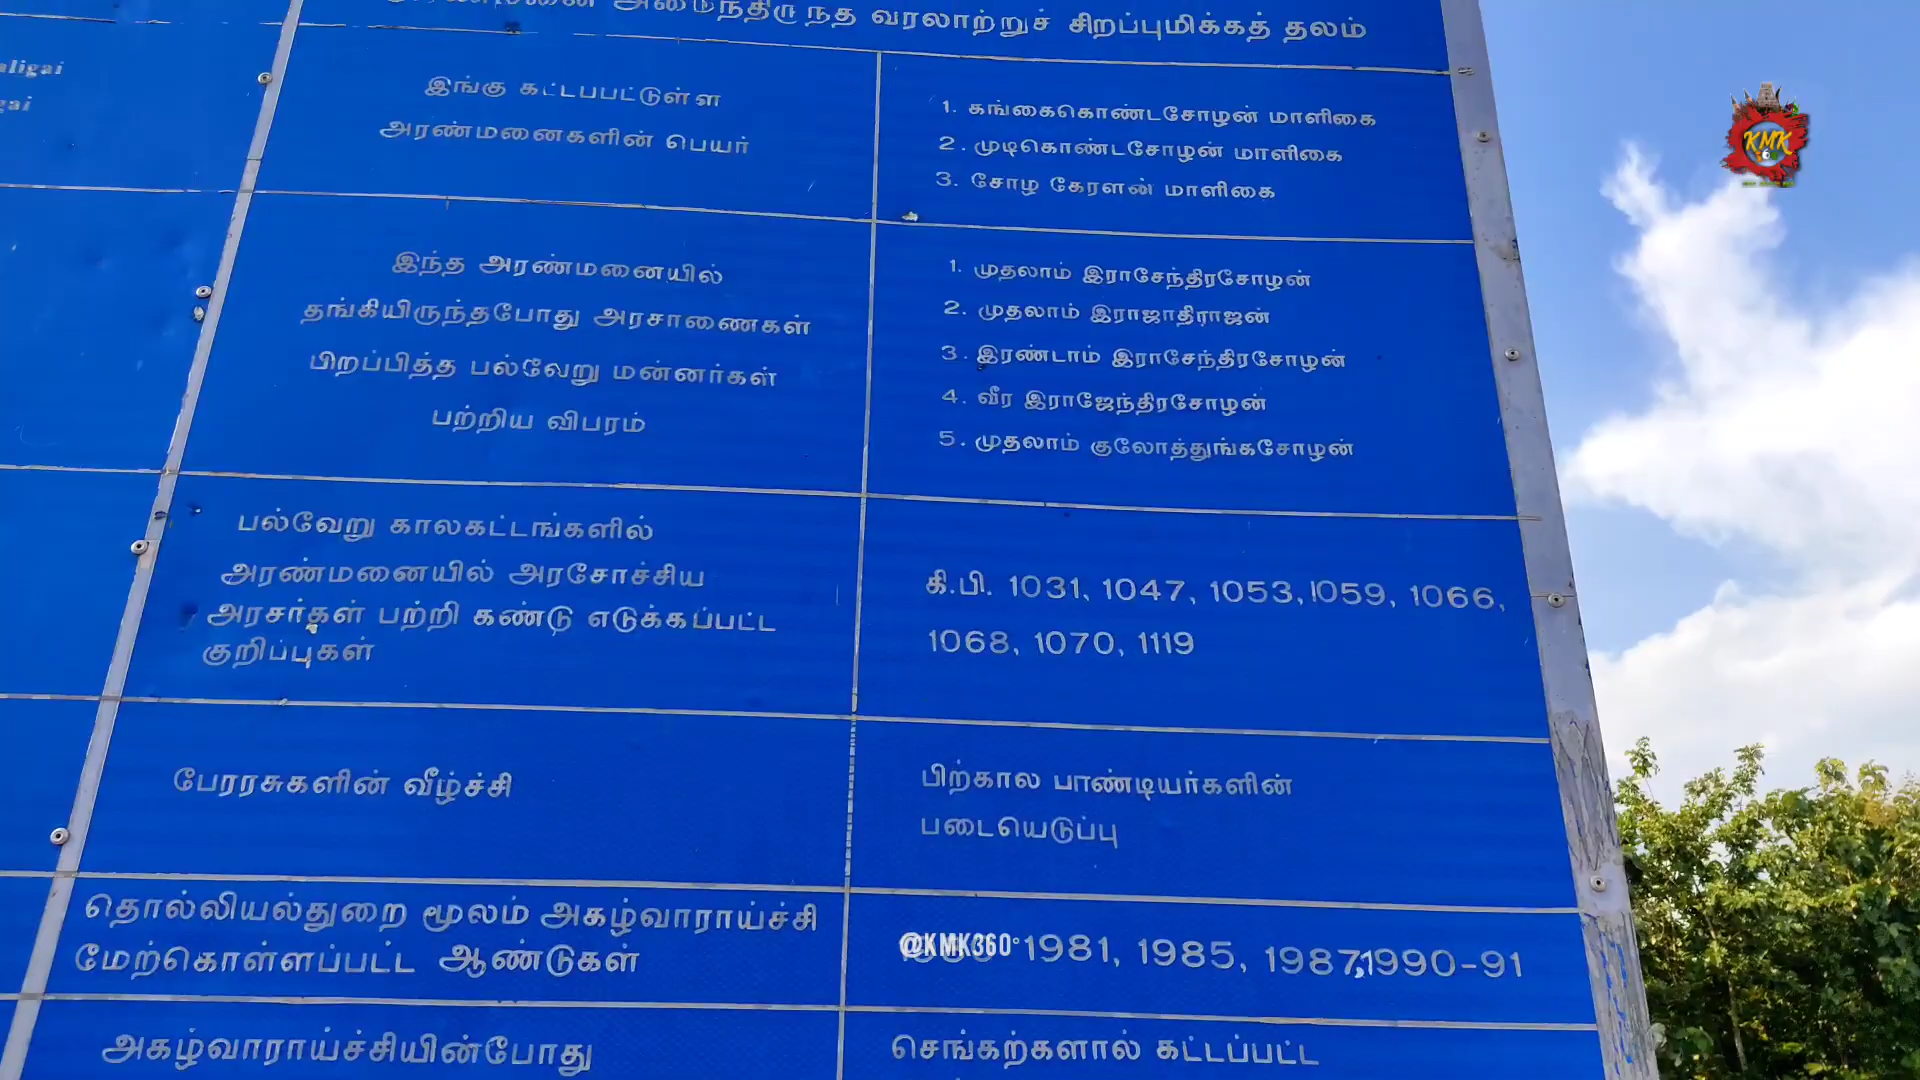 வரலாற்றுச் சிறப்புமிக்கத் தலம்
இங்கு கட்டபபட்டுள்ள
அரண்மனைகளின் பெயர்
1. கங்கைகொண்டசோழன் மாளிகை
2. முடிகொண்டசோழன் மாளிகை
3. சோழ கேரளன் மாளிகை
இந்த அரண்மனையில்
தங்கியிருந்தபோது அரசாணைகள்
பிறப்பித்த பல்வேறு மன்னர்கள்
பற்றிய விபரம்
1. முதலாம் இராசேந்திரசோழன்
2. முதலாம் இராஜாதிராஜன்
3. இரண்டாம் இராசேந்திரசோழன்
4. வீர இராஜேந்திரசோழன்
5. முதலாம் குலோத்துங்கசோழன்
பல்வேறு காலகட்டங்களில்
அரண்மனையில் அரசோச்சிய
அரசர்கள் பற்றி கண்டு எடுக்கப்பட்ட
குறிப்புகள்
கி.பி. 1031, 1047, 1053, 1059, 1066,
1068, 1070, 1119
பேரரசுகளின் வீழ்ச்சி
பிற்கால பாண்டியர்களின்
படையெடுப்பு
தொல்லியல்துறை மூலம் அகழ்வாராய்ச்சி
மேற்கொள்ளப்பட்ட ஆண்டுகள்
@KMK360° 1981, 1985, 1987,1990-91
அகழ்வாராய்ச்சியின்போது
செங்கற்களால் கட்டப்பட்ட
KMK